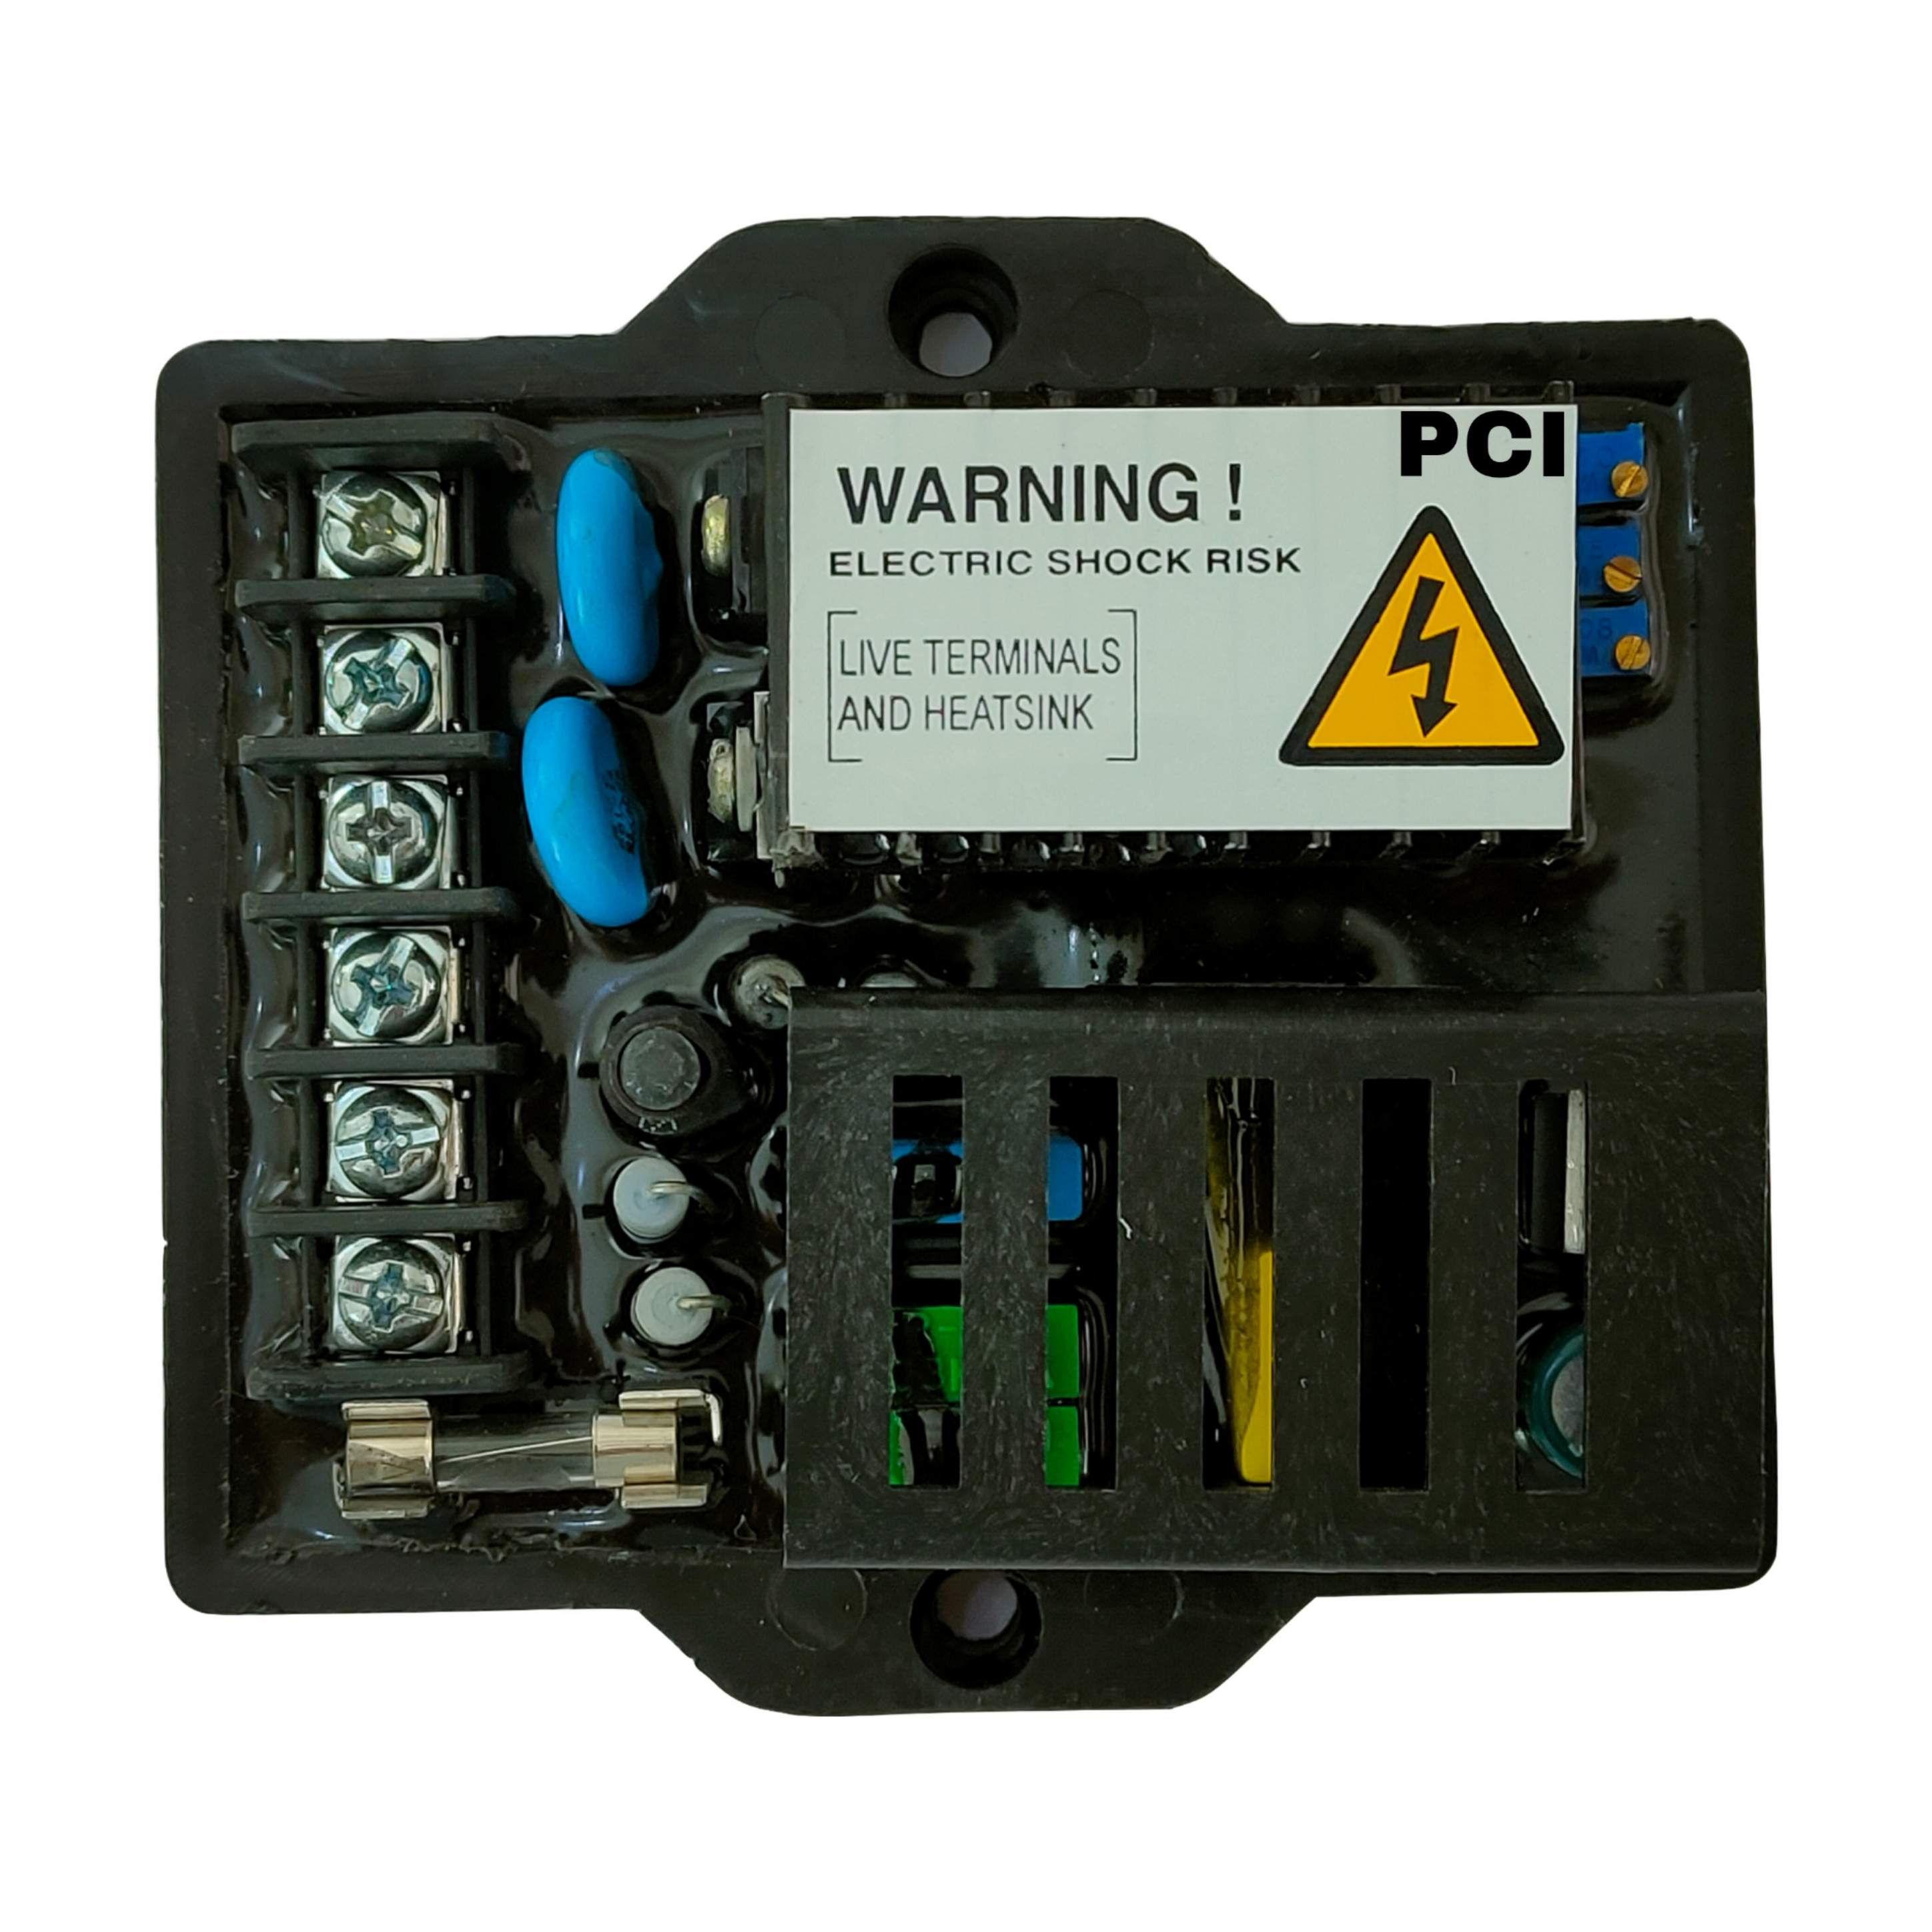 PCI
WARNING !
ELECTRIC SHOCK RISK
LIVE TERMINALS
AND HEATSINK